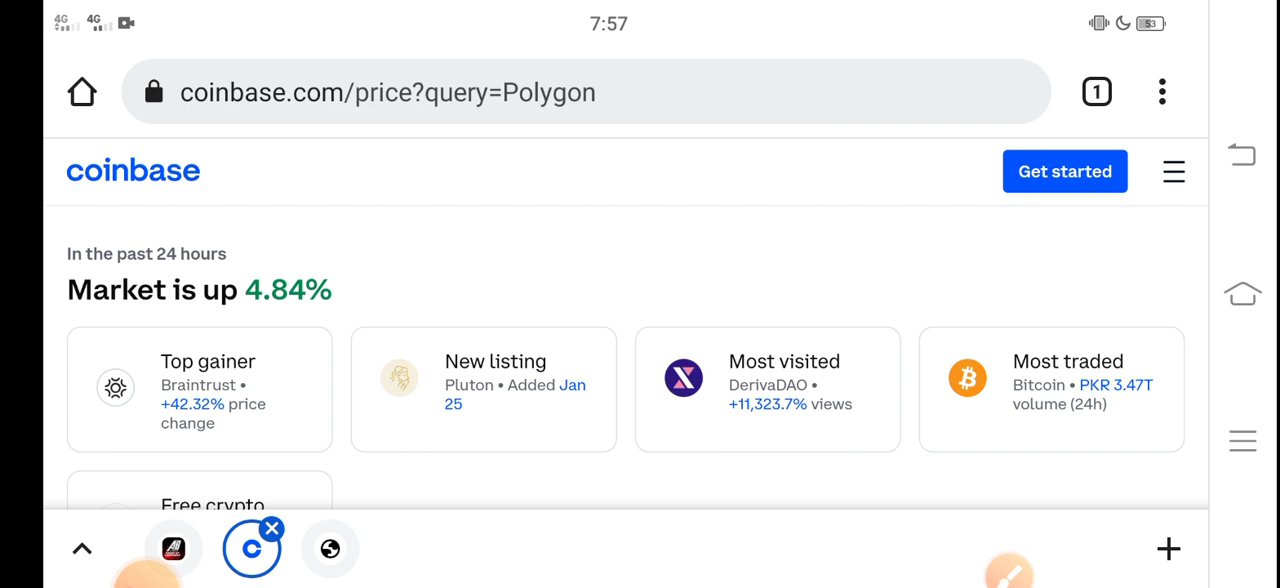 4G 4G 7:57 53
coinbase.com/price?query=Polygon 1
coinbase Get started
In the past 24 hours
Market is up 4.84%
Top gainer
Braintrust •
+42.32% price
change
New listing
Pluton • Added Jan
25
Most visited
DerivaDAO •
+11,323.7% views
Most traded
Bitcoin • PKR 3.47T
volume (24h)
Free crypto